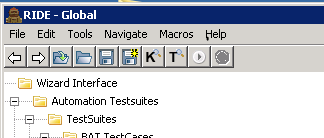 RIDE - Global
File Edit Tools Navigate Macros Help
K T
Wizard Interface
Automation Testsuites
TestSuites
BAT TestCases